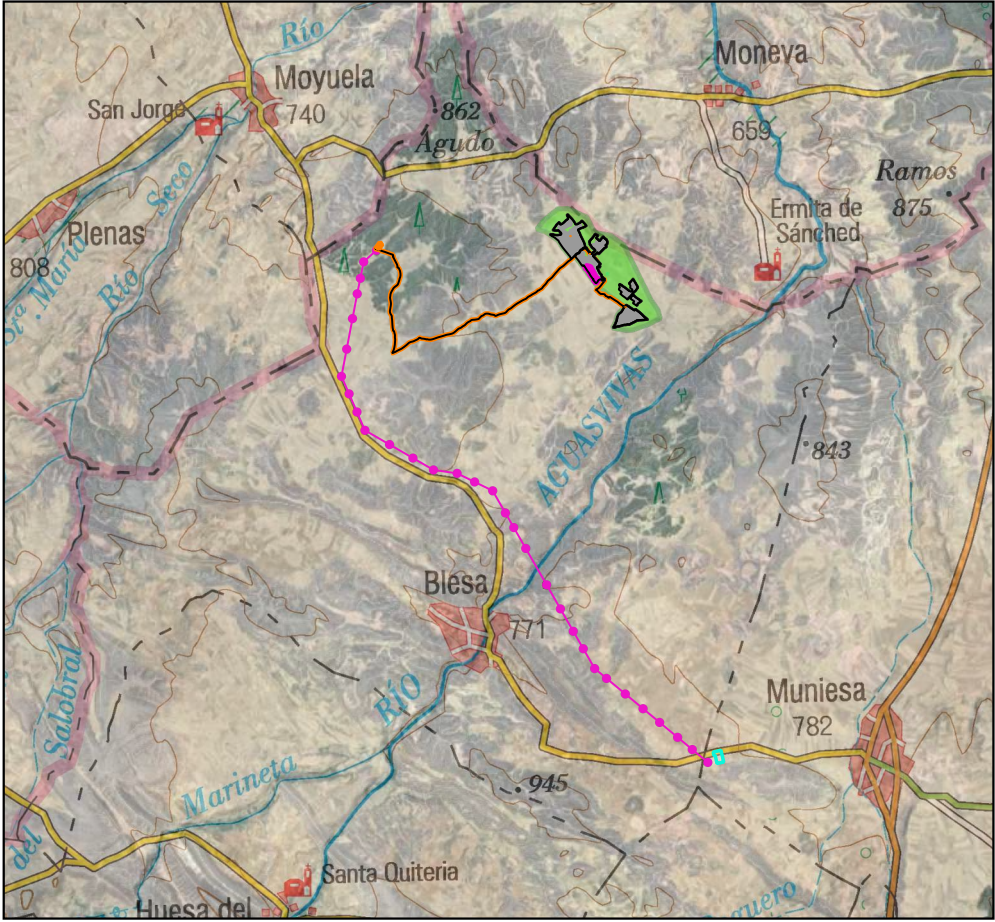 Río
Moneva
Moyuela
San Jorge
740
862
Agudo
659
Ramos
875
Seco
Ermita de
Sánched
Plenas
808
Sta. María
Río
AGUASVIVAS
843
Blesa
771
Salobral
RÍO
Muniesa
782
Marineta
945
del
Santa Quiteria
Huesa del